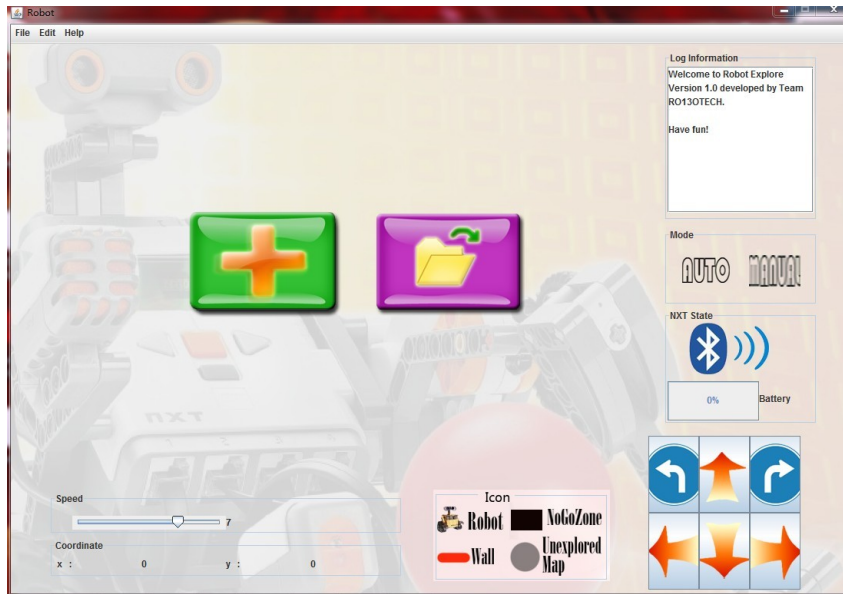 Robot
File Edit Help
Log Information
Welcome to Robot Explore
Version 1.0 developed by Team
RO13OTECH.
Have fun!
Mode
AUTO MANUAL
NXT State
0% Battery
nxt
Speed
7
Coordinate
x : 0 y : 0
Icon
Robot NoGoZone
Wall Unexplored
Map